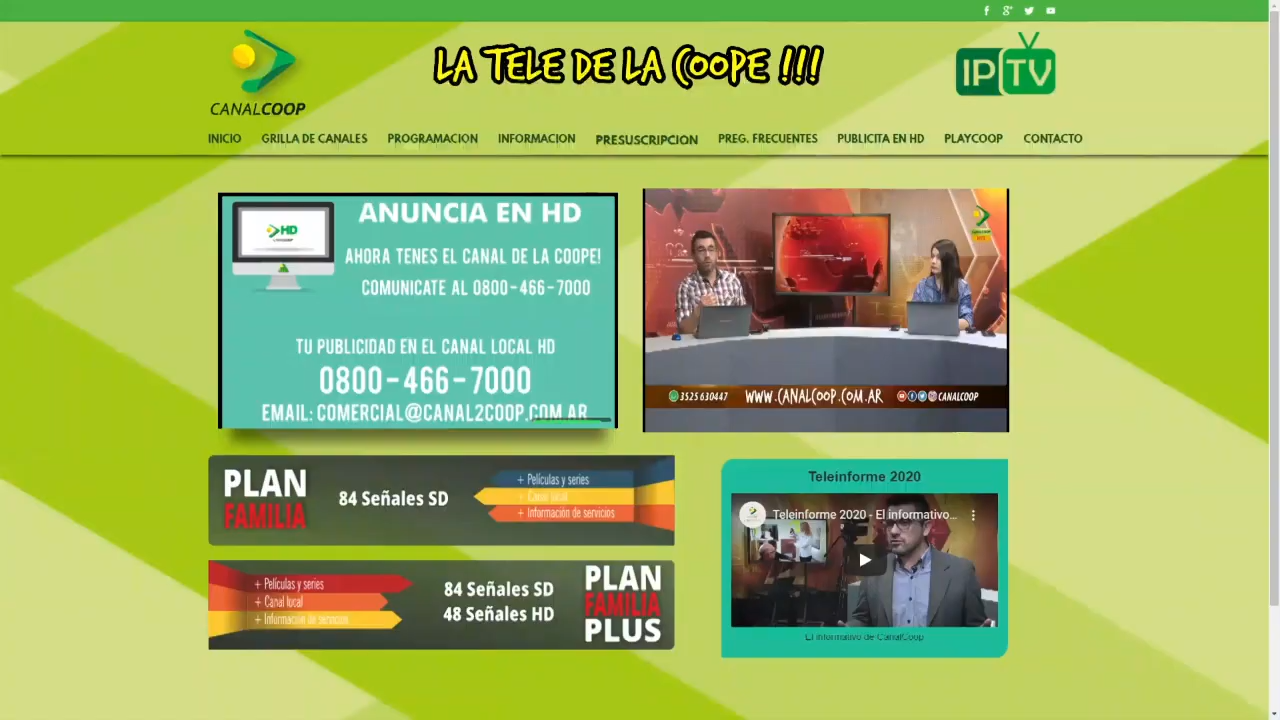 LA TELE DE LA COOPE !!!
CANALCOOP
IPTV
INICIO GRILLA DE CANALES PROGRAMACION INFORMACION PRESUSCRIPCION PREG. FRECUENTES PUBLICITA EN HD PLAYCOOP CONTACTO
HD
ANUNCIA EN HD
AHORA TENES EL CANAL DE LA COOPE!
COMUNICATE AL 0800-466-7000
TU PUBLICIDAD EN EL CANAL LOCAL HD
0800-466-7000
EMAIL: COMERCIAL@CANAL2COOP.COM.AR
3525 630447 WWW.CANALCOOP.COM.AR CANALCOOP
PLAN
FAMILIA
84 Señales SD
+ Películas y series
+ Canal local
+ Información de servicios
+ Películas y series
+ Canal local
+ Información de servicios
84 Señales SD
48 Señales HD
PLAN
FAMILIA
PLUS
Teleinforme 2020
Teleinforme 2020 - El informativo...
El informativo de CanalCoop